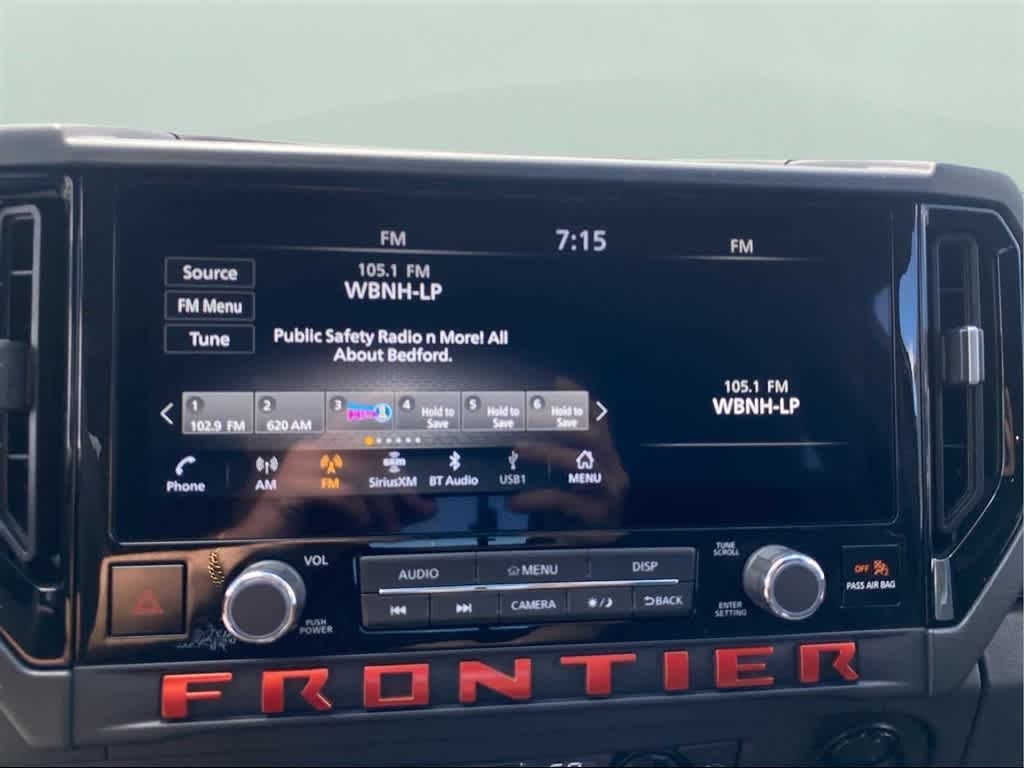 FM 7:15 FM
Source
FM Menu
Tune
105.1 FM
WBNH-LP
Public Safety Radio n More! All
About Bedford.
105.1 FM
WBNH-LP
1 2 3 4 5 6
102.9 FM 620 AM Hold to Save Hold to Save Hold to Save
Phone AM FM SiriusXM BT Audio USB1 MENU
VOL
PUSH
POWER
AUDIO MENU DISP
CAMERA BACK
TUNE
SCROLL
ENTER
SETTING
OFF
PASS AIR BAG
FRONTIER